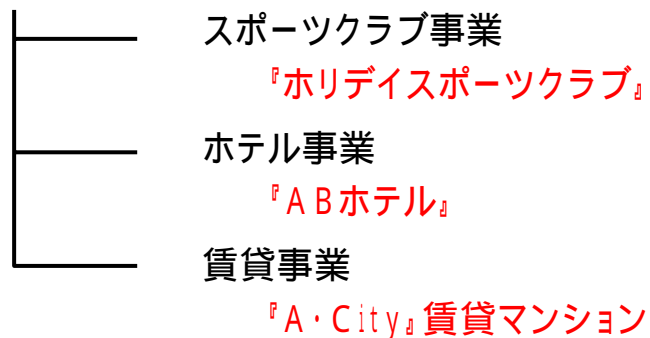 スポーツクラブ事業
『ホリデイスポーツクラブ』
ホテル事業
『ABホテル』
賃貸事業
『A・City』賃貸マンション